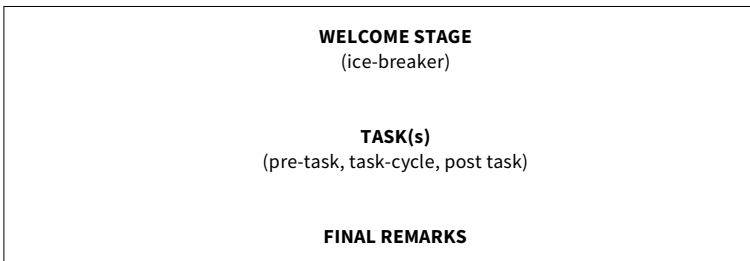 WELCOME STAGE
(ice-breaker)
TASK(s)
(pre-task, task-cycle, post task)
FINAL REMARKS